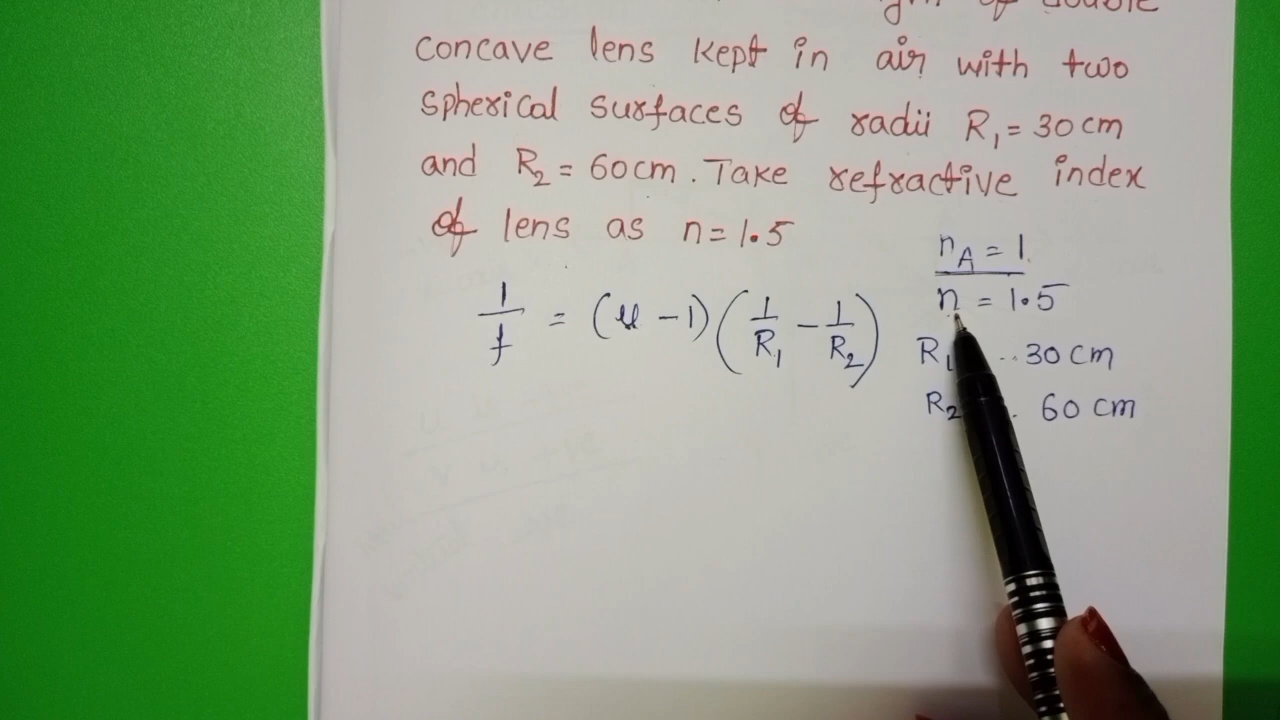 of double
concave lens kept in air with two
spherical surfaces of radii R₁ = 30 cm
and R₂ = 60 cm. Take refractive index
of lens as n = 1.5
n_A = 1
n = 1.5
1/f = (μ - 1)(1/R₁ - 1/R₂)
R₁ 30 cm
R₂ 60 cm